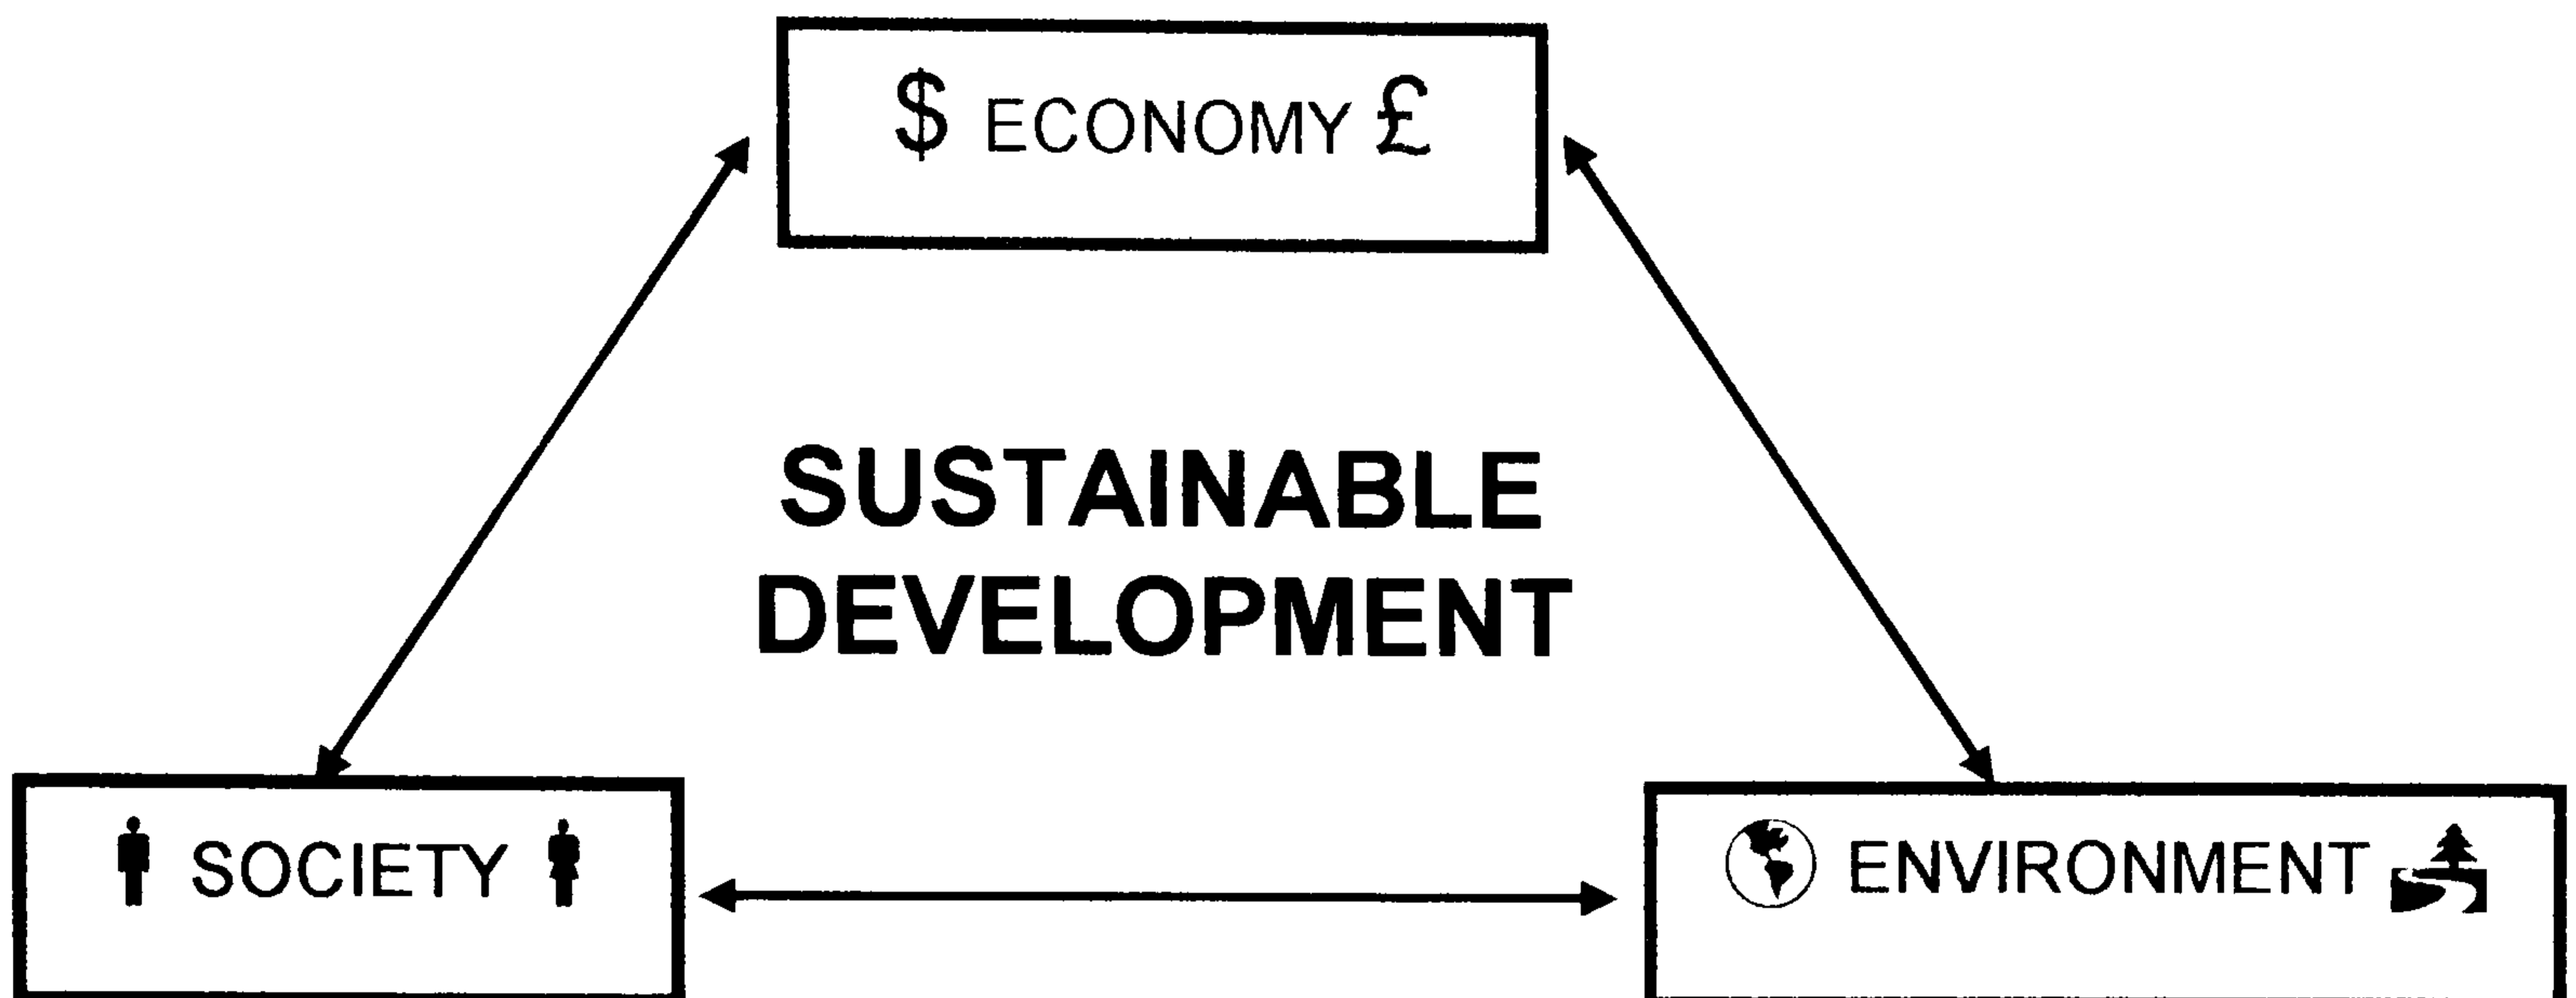 $ ECONOMY £
SUSTAINABLE
DEVELOPMENT
SOCIETY
ENVIRONMENT